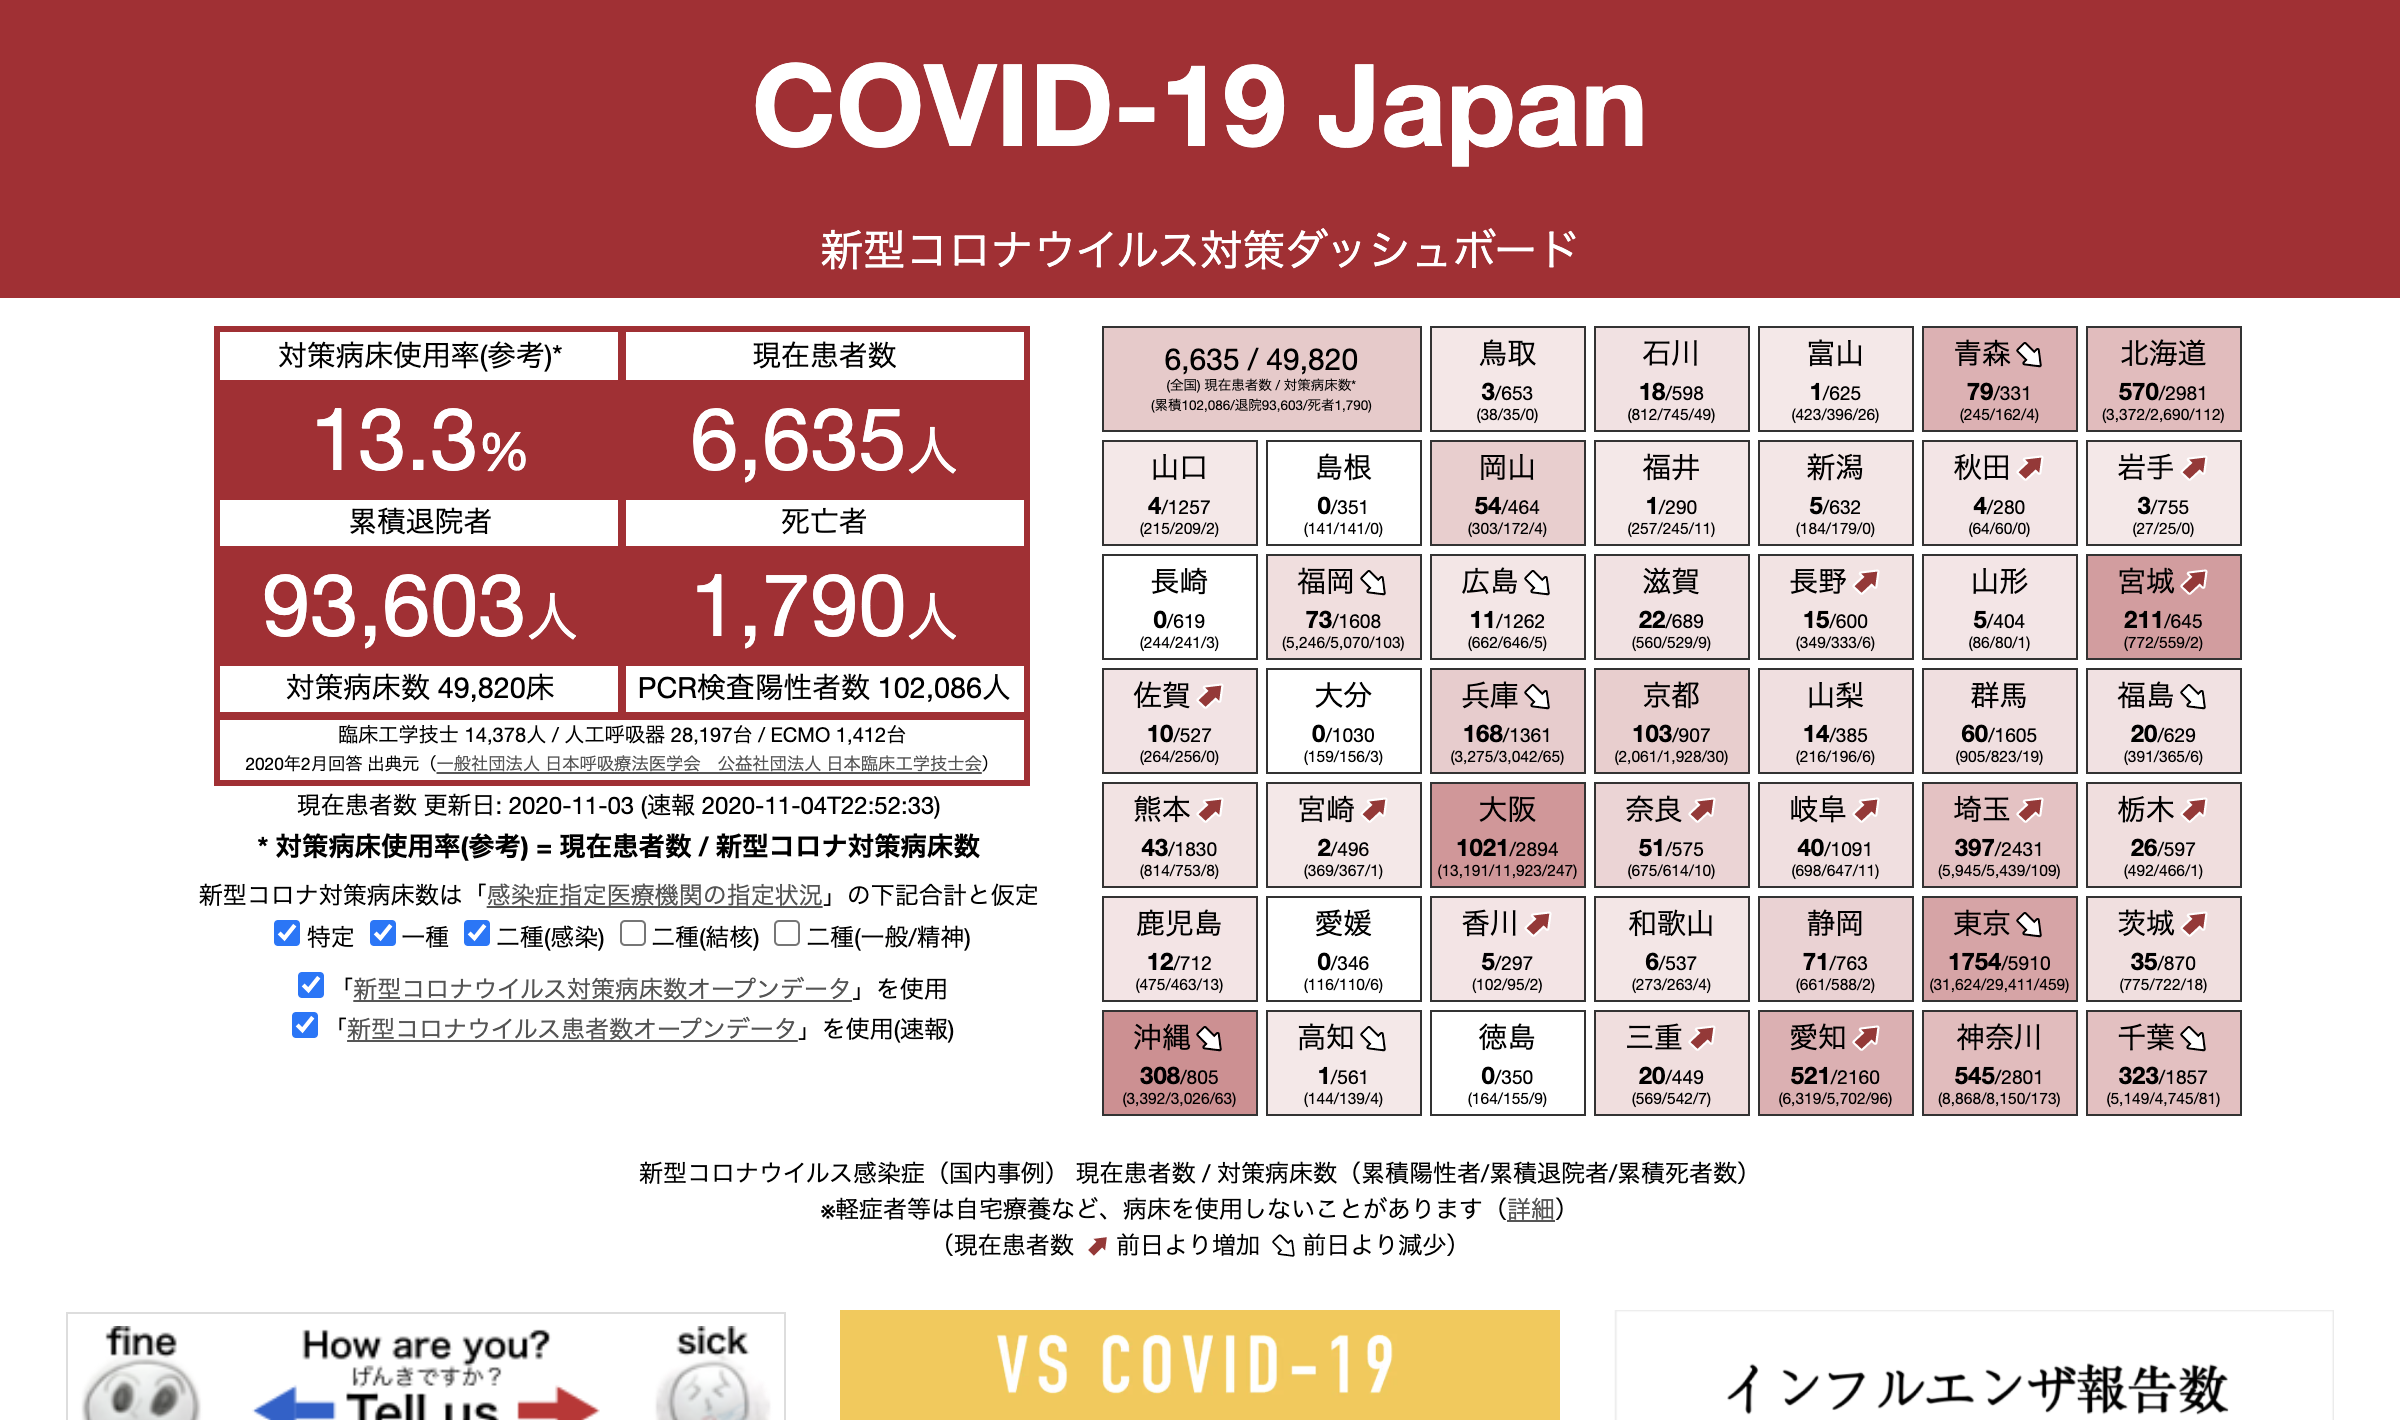 COVID-19 Japan
新型コロナウイルス対策ダッシュボード
対策病床使用率(参考)*
現在患者数
13.3%
6,635人
累積退院者
死亡者
93,603人
1,790人
対策病床数 49,820床
PCR検査陽性者数 102,086人
臨床工学技士 14,378人 / 人工呼吸器 28,197台 / ECMO 1,412台
2020年2月回答 出典元（一般社団法人 日本呼吸療法医学会　公益社団法人 日本臨床工学技士会）
現在患者数 更新日: 2020-11-03 (速報 2020-11-04T22:52:33)
* 対策病床使用率(参考) = 現在患者数 / 新型コロナ対策病床数
新型コロナ対策病床数は「感染症指定医療機関の指定状況」の下記合計と仮定
特定 一種 二種(感染) 二種(結核) 二種(一般/精神)
「新型コロナウイルス対策病床数オープンデータ」を使用
「新型コロナウイルス患者数オープンデータ」を使用(速報)
6,635 / 49,820
(全国) 現在患者数 / 対策病床数*
(累積102,086/退院93,603/死者1,790)
鳥取
3/653
(38/35/0)
石川
18/598
(812/745/49)
富山
1/625
(423/396/26)
青森
79/331
(245/162/4)
北海道
570/2981
(3,372/2,690/112)
山口
4/1257
(215/209/2)
島根
0/351
(141/141/0)
岡山
54/464
(303/172/4)
福井
1/290
(257/245/11)
新潟
5/632
(184/179/0)
秋田
4/280
(64/60/0)
岩手
3/755
(27/25/0)
長崎
0/619
(244/241/3)
福岡
73/1608
(5,246/5,070/103)
広島
11/1262
(662/646/5)
滋賀
22/689
(560/529/9)
長野
15/600
(349/333/6)
山形
5/404
(86/80/1)
宮城
211/645
(772/559/2)
佐賀
10/527
(264/256/0)
大分
0/1030
(159/156/3)
兵庫
168/1361
(3,275/3,042/65)
京都
103/907
(2,061/1,928/30)
山梨
14/385
(216/196/6)
群馬
60/1605
(905/823/19)
福島
20/629
(391/365/6)
熊本
43/1830
(814/753/8)
宮崎
2/496
(369/367/1)
大阪
1021/2894
(13,191/11,923/247)
奈良
51/575
(675/614/10)
岐阜
40/1091
(698/647/11)
埼玉
397/2431
(5,945/5,439/109)
栃木
26/597
(492/466/1)
鹿児島
12/712
(475/463/13)
愛媛
0/346
(116/110/6)
香川
5/297
(102/95/2)
和歌山
6/537
(273/263/4)
静岡
71/763
(661/588/2)
東京
1754/5910
(31,624/29,411/459)
茨城
35/870
(775/722/18)
沖縄
308/805
(3,392/3,026/63)
高知
1/561
(144/139/4)
徳島
0/350
(164/155/9)
三重
20/449
(569/542/7)
愛知
521/2160
(6,319/5,702/96)
神奈川
545/2801
(8,868/8,150/173)
千葉
323/1857
(5,149/4,745/81)
新型コロナウイルス感染症（国内事例） 現在患者数 / 対策病床数（累積陽性者/累積退院者/累積死者数）
※軽症者等は自宅療養など、病床を使用しないことがあります（詳細）
（現在患者数 前日より増加 前日より減少）
fine
How are you?
sick
げんきですか？
Tell us
VS COVID-19
インフルエンザ報告数